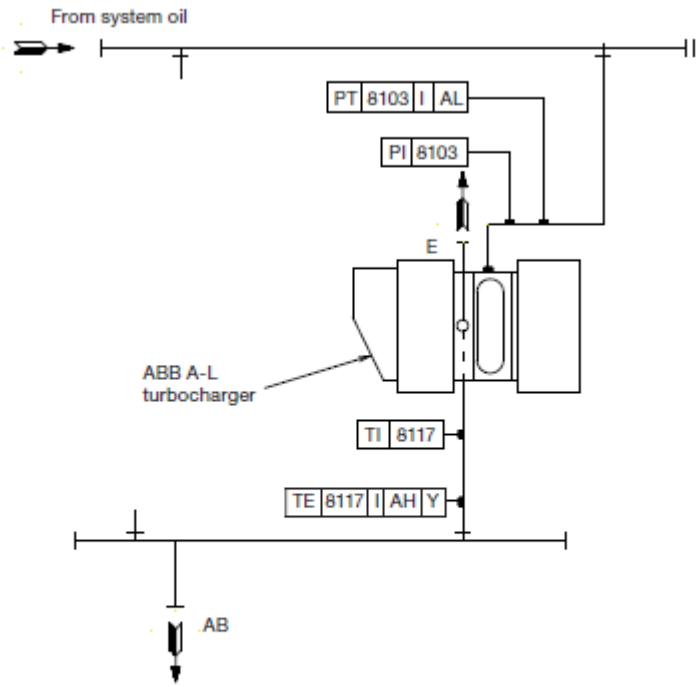 From system oil
PT 8103 I AL
PI 8103
E
ABB A-L
turbocharger
TI 8117
TE 8117 I AH Y
AB